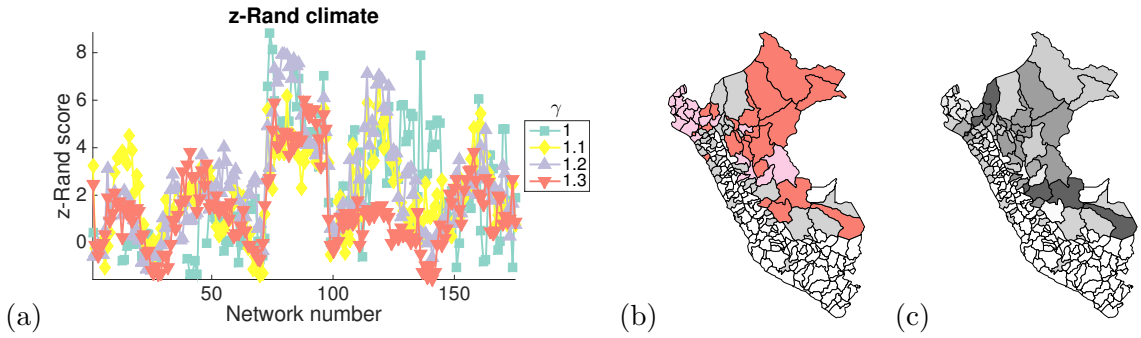 z-Rand climate
8
6
4
2
0
z-Rand score
50
100
150
Network number
γ
1
1.1
1.2
1.3
(a)
(b)
(c)